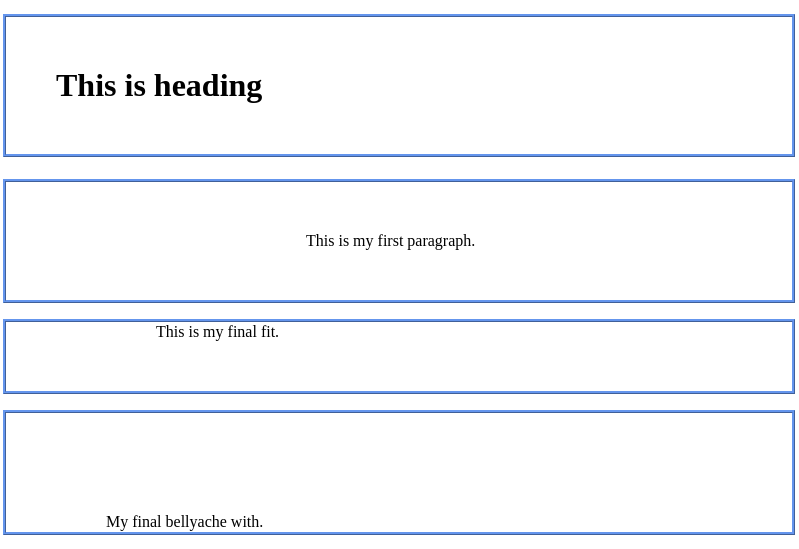 This is heading
This is my first paragraph.
This is my final fit.
My final bellyache with.